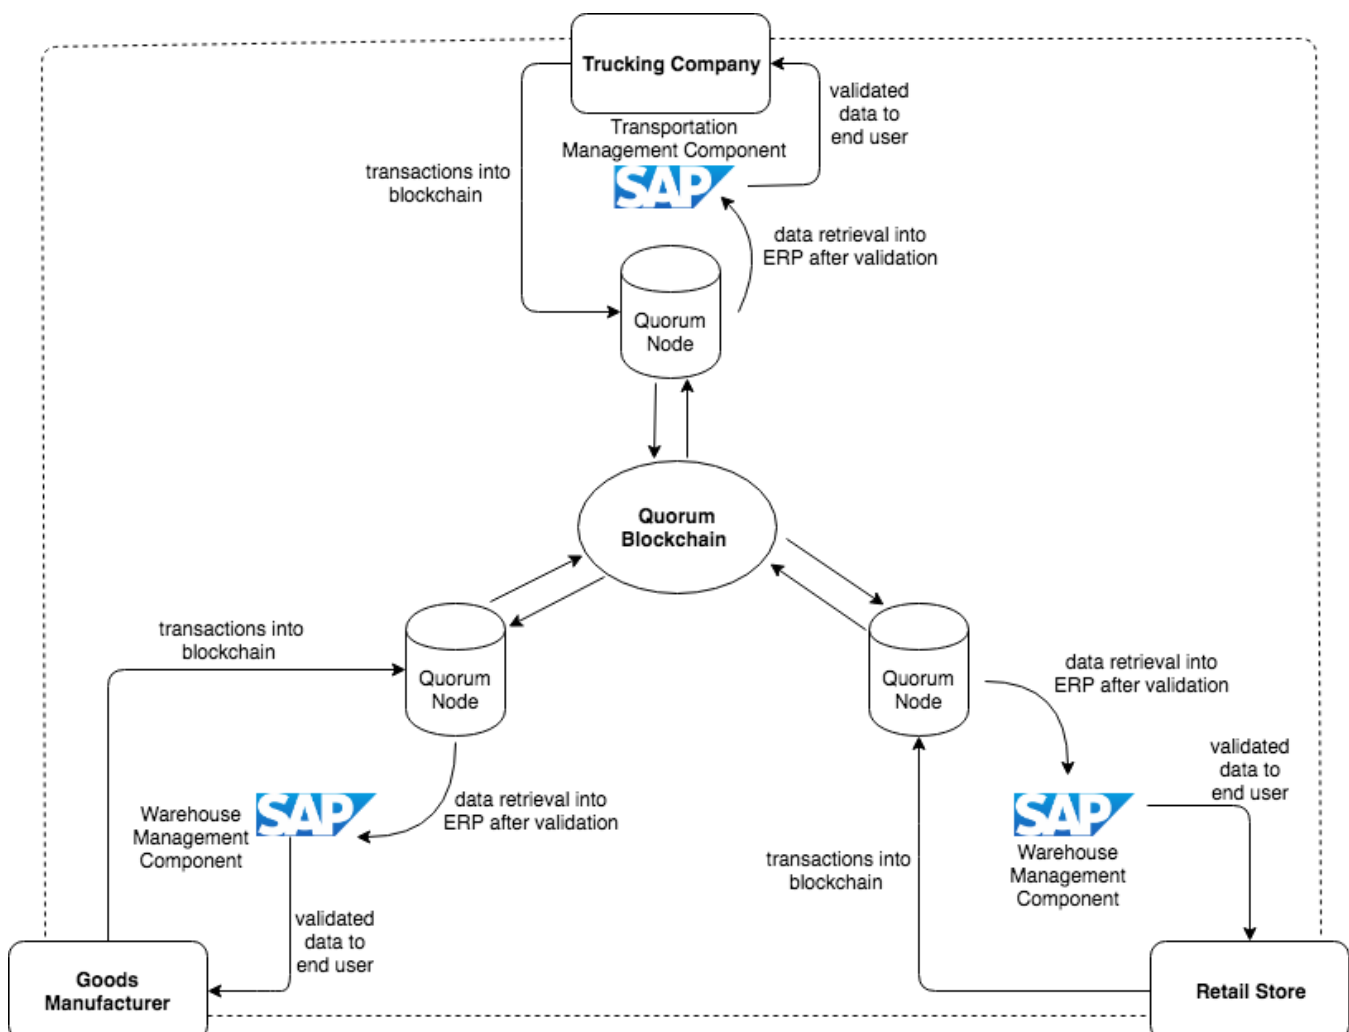 Trucking Company
validated
data to
end user
Transportation
Management Component
SAP
transactions into
blockchain
data retrieval into
ERP after validation
Quorum
Node
Quorum
Blockchain
transactions into
blockchain
Quorum
Node
Quorum
Node
data retrieval into
ERP after validation
validated
data to
end user
Warehouse
Management
Component
SAP
data retrieval into
ERP after validation
SAP
Warehouse
Management
Component
transactions into
blockchain
validated
data to
end user
Goods
Manufacturer
Retail Store